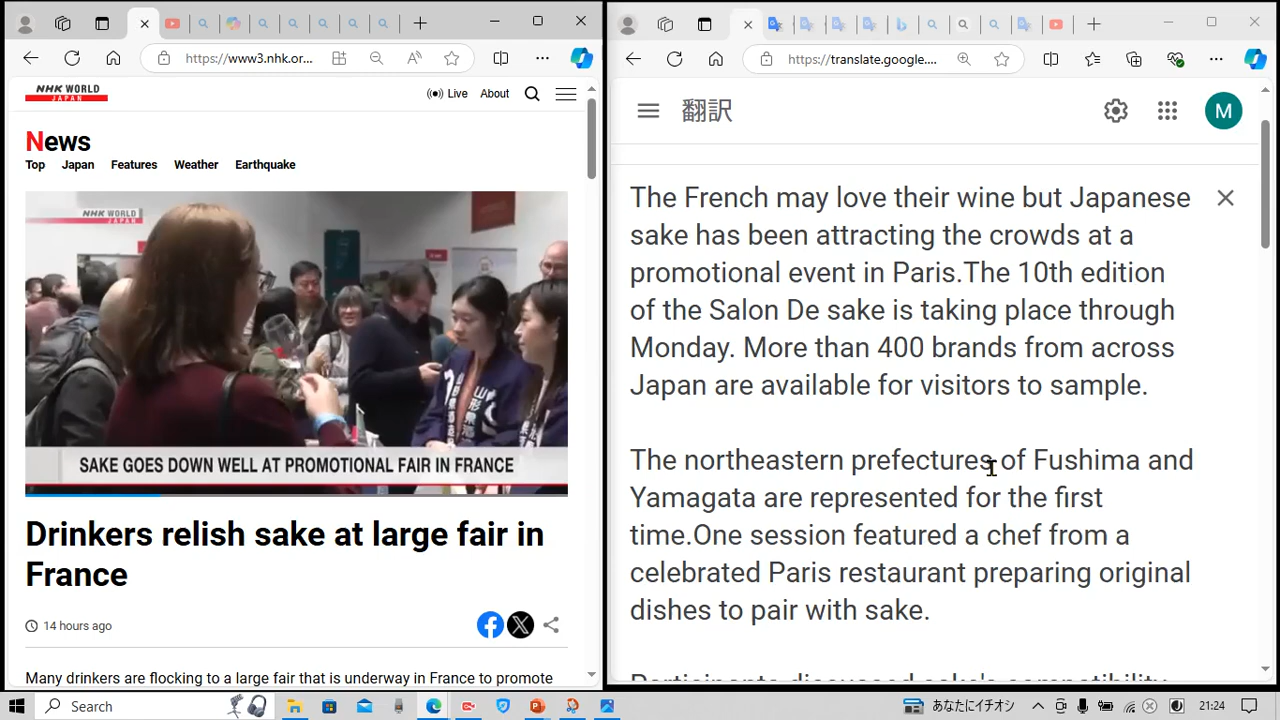 https://www3.nhk.or...
NHK WORLD
JAPAN
Live
About
News
Top
Japan
Features
Weather
Earthquake
NHK WORLD
JAPAN
SAKE GOES DOWN WELL AT PROMOTIONAL FAIR IN FRANCE
Drinkers relish sake at large fair in
France
14 hours ago
Many drinkers are flocking to a large fair that is underway in France to promote
https://translate.google....
翻訳
M
The French may love their wine but Japanese
sake has been attracting the crowds at a
promotional event in Paris.The 10th edition
of the Salon De sake is taking place through
Monday. More than 400 brands from across
Japan are available for visitors to sample.
The northeastern prefectures of Fushima and
Yamagata are represented for the first
time.One session featured a chef from a
celebrated Paris restaurant preparing original
dishes to pair with sake.
Participants discussed sake's compatibility
Search
あなたにイチオシ
21:24